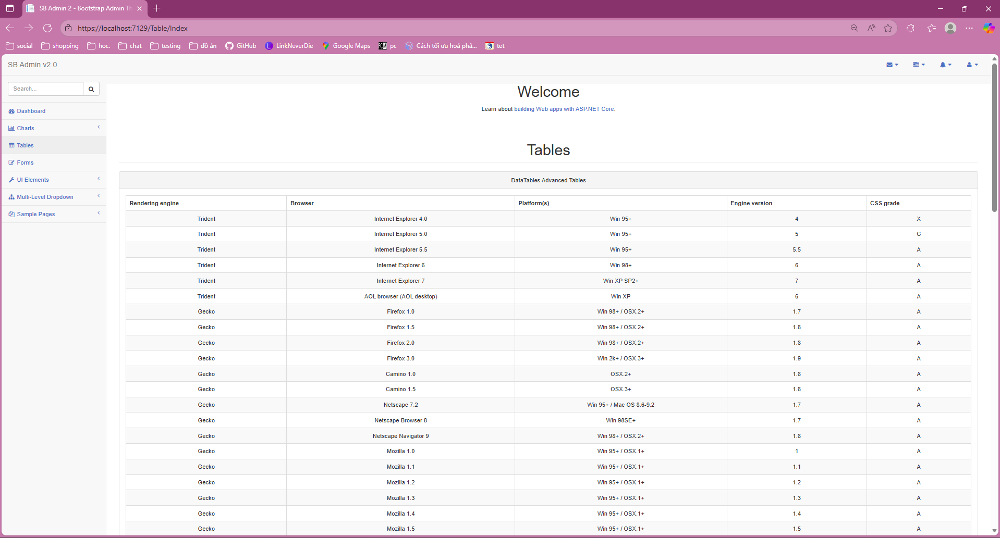 SB Admin 2 - Bootstrap Admin Th
https://localhost:7129/Table/Index
social shopping hoc. chat testing đồ án GitHub LinkNeverDie Google Maps pc Cách tối ưu hoá phâ... tet
SB Admin v2.0
Search...
Dashboard
Charts
Tables
Forms
UI Elements
Multi-Level Dropdown
Sample Pages
Welcome
Learn about building Web apps with ASP.NET Core.
Tables
DataTables Advanced Tables
Rendering engine Browser Platform(s) Engine version CSS grade
Trident Internet Explorer 4.0 Win 95+ 4 X
Trident Internet Explorer 5.0 Win 95+ 5 C
Trident Internet Explorer 5.5 Win 95+ 5.5 A
Trident Internet Explorer 6 Win 98+ 6 A
Trident Internet Explorer 7 Win XP SP2+ 7 A
Trident AOL browser (AOL desktop) Win XP 6 A
Gecko Firefox 1.0 Win 98+ / OSX.2+ 1.7 A
Gecko Firefox 1.5 Win 98+ / OSX.2+ 1.8 A
Gecko Firefox 2.0 Win 98+ / OSX.2+ 1.8 A
Gecko Firefox 3.0 Win 2k+ / OSX.3+ 1.9 A
Gecko Camino 1.0 OSX.2+ 1.8 A
Gecko Camino 1.5 OSX.3+ 1.8 A
Gecko Netscape 7.2 Win 95+ / Mac OS 8.6-9.2 1.7 A
Gecko Netscape Browser 8 Win 98SE+ 1.7 A
Gecko Netscape Navigator 9 Win 98+ / OSX.2+ 1.8 A
Gecko Mozilla 1.0 Win 95+ / OSX.1+ 1 A
Gecko Mozilla 1.1 Win 95+ / OSX.1+ 1.1 A
Gecko Mozilla 1.2 Win 95+ / OSX.1+ 1.2 A
Gecko Mozilla 1.3 Win 95+ / OSX.1+ 1.3 A
Gecko Mozilla 1.4 Win 95+ / OSX.1+ 1.4 A
Gecko Mozilla 1.5 Win 95+ / OSX.1+ 1.5 A